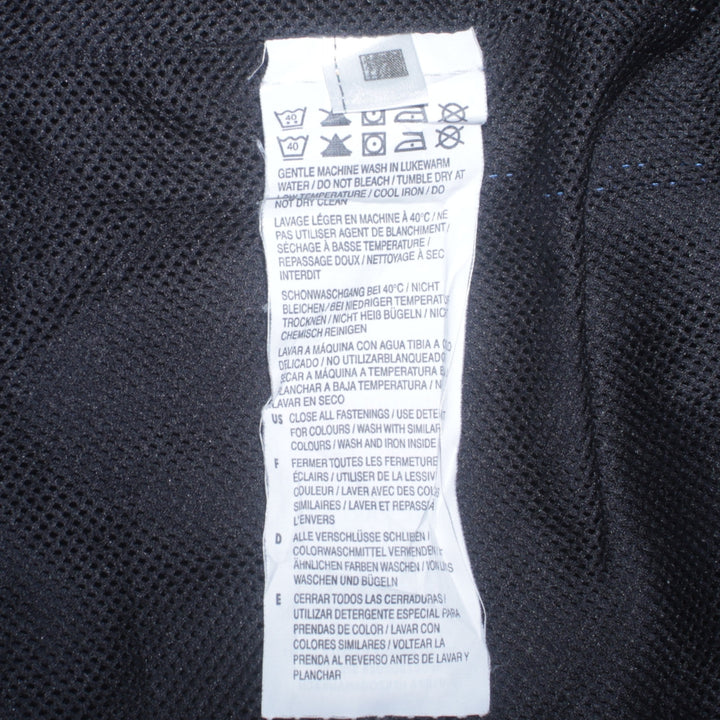 40
40
GENTLE MACHINE WASH IN LUKEWARM
WATER / DO NOT BLEACH / TUMBLE DRY AT
LOW TEMPERATURE / COOL IRON / DO
NOT DRY CLEAN
LAVAGE LÉGER EN MACHINE À 40°C / NE
PAS UTILISER AGENT DE BLANCHIMENT /
SÉCHAGE À BASSE TEMPERATURE /
REPASSAGE DOUX / NETTOYAGE À SEC
INTERDIT
SCHONWASCHGANG BEI 40°C / NICHT
BLEICHEN / BEI NIEDRIGER TEMPERATU
TROCKNEN / NICHT HEIß BÜGELN / NIC
CHEMISCH REINIGEN
LAVAR A MÁQUINA CON AGUA TIBIA A
DELICADO / NO UTILIZARBLANQUEADO
SECAR A MÁQUINA A TEMPERATURA
PLANCHAR A BAJA TEMPERATURA / N
LAVAR EN SECO
US CLOSE ALL FASTENINGS / USE DETE
FOR COLOURS / WASH WITH SIMILAR
COLOURS / WASH AND IRON INSIDE
F FERMER TOUTES LES FERMETURE
ÉCLAIRS / UTILISER DE LA LESSIV
COULEUR / LAVER AVEC DES
SIMILAIRES / LAVER ET REPASS
L'ENVERS
D ALLE VERSCHLÜSSE SCHLIEßEN /
COLORWASCHMITTEL VERWENDEN
ÄHNLICHEN FARBEN WASCHEN / VON
WASCHEN UND BÜGELN
E CERRAR TODOS LAS CERRADURAS /
UTILIZAR DETERGENTE ESPECIAL PARA
PRENDAS DE COLOR / LAVAR CON
COLORES SIMILARES / VOLTEAR LA
PRENDA AL REVERSO ANTES DE LAVAR Y
PLANCHAR